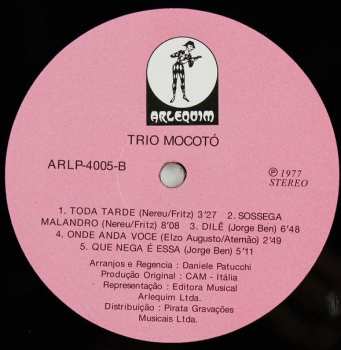 ARLEQUIM
TRIO MOCOTÓ
ARLP-4005-B
℗ 1977
STEREO
1. TODA TARDE (Nereu/Fritz) 3'27 2. SOSSEGA
MALANDRO (Nereu/Fritz) 8'08 3. DILÊ (Jorge Ben) 6'48
4. ONDE ANDA VOCE (Elzo Augusto/Atemão) 2'49
5. QUE NEGA É ESSA (Jorge Ben) 5'11
Arranjos e Regencia : Daniele Patucchi
Produção Original : CAM - Itália
Representação : Editora Musical
Arlequim Ltda.
Distribuição : Pirata Gravações
Musicais Ltda.